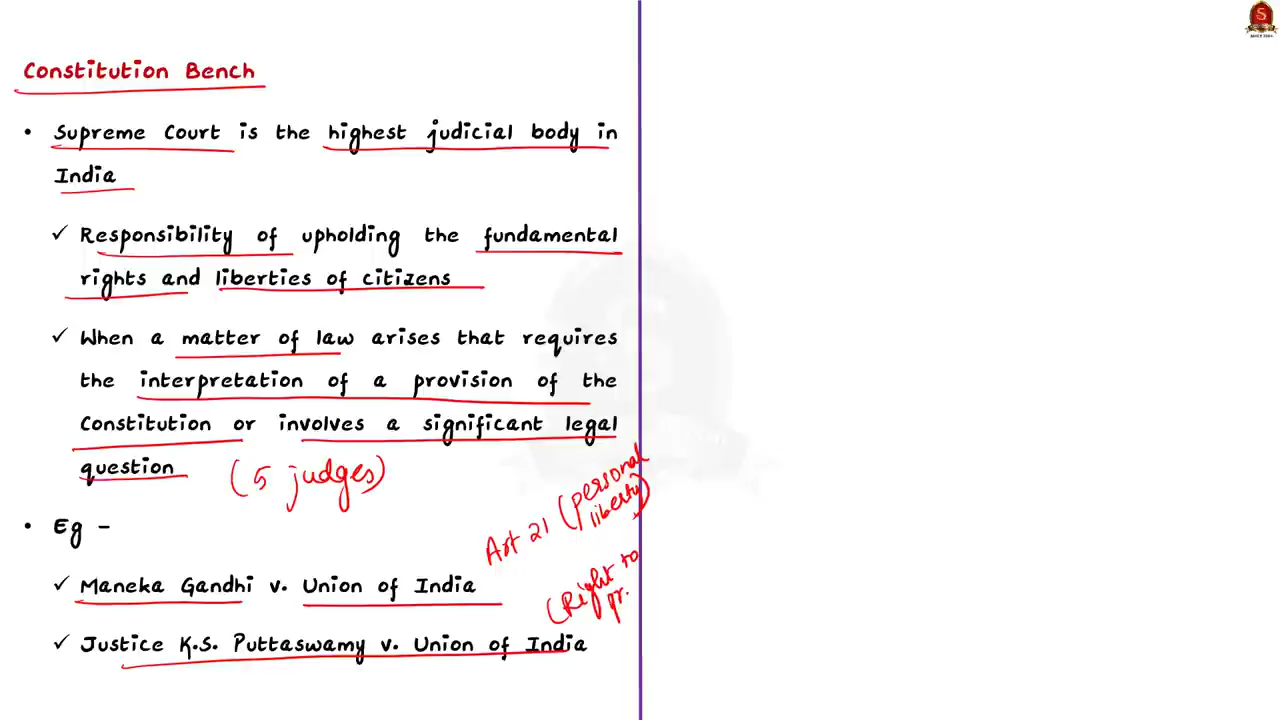 Constitution Bench
• Supreme Court is the highest judicial body in
India
✓ Responsibility of upholding the fundamental
rights and liberties of citizens
✓ When a matter of law arises that requires
the interpretation of a provision of the
Constitution or involves a significant legal
question (5 judges)
• Eg -
Art 21 (personal
liberty)
✓ Maneka Gandhi v. Union of India
(Right to
pr.
✓ Justice K.S. Puttaswamy v. Union of India
S